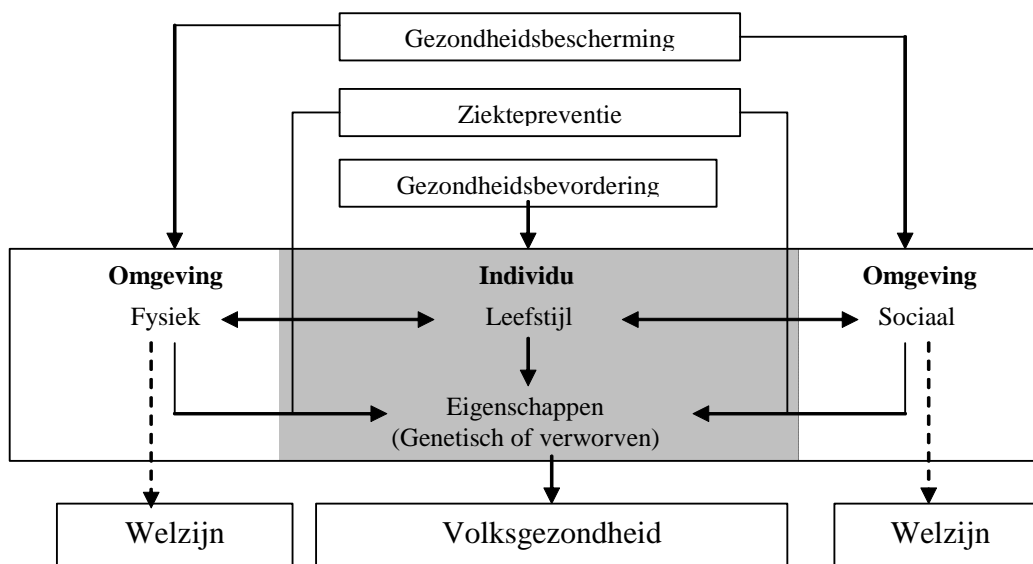 Gezondheidsbescherming
Ziektepreventie
Gezondheidsbevordering
Omgeving
Individu
Omgeving
Fysiek
Leefstijl
Sociaal
Eigenschappen
(Genetisch of verworven)
Welzijn
Volksgezondheid
Welzijn